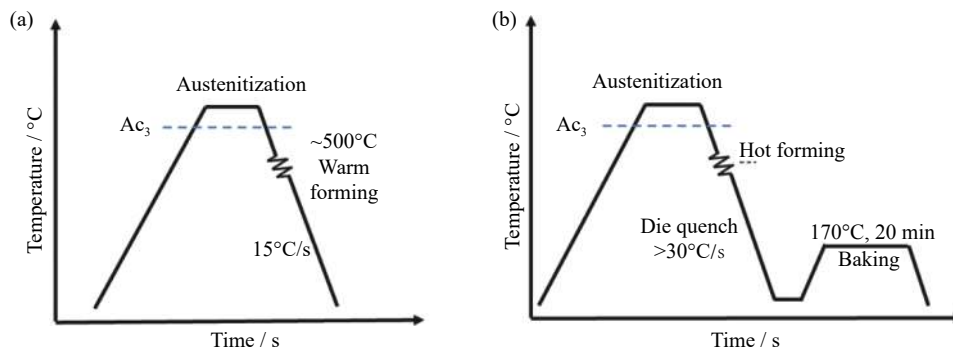 (a)
Temperature / °C
Austenitization
Ac3
~500°C
Warm
forming
15°C/s
Time / s
(b)
Temperature / °C
Austenitization
Ac3
Hot forming
Die quench
>30°C/s
170°C, 20 min
Baking
Time / s